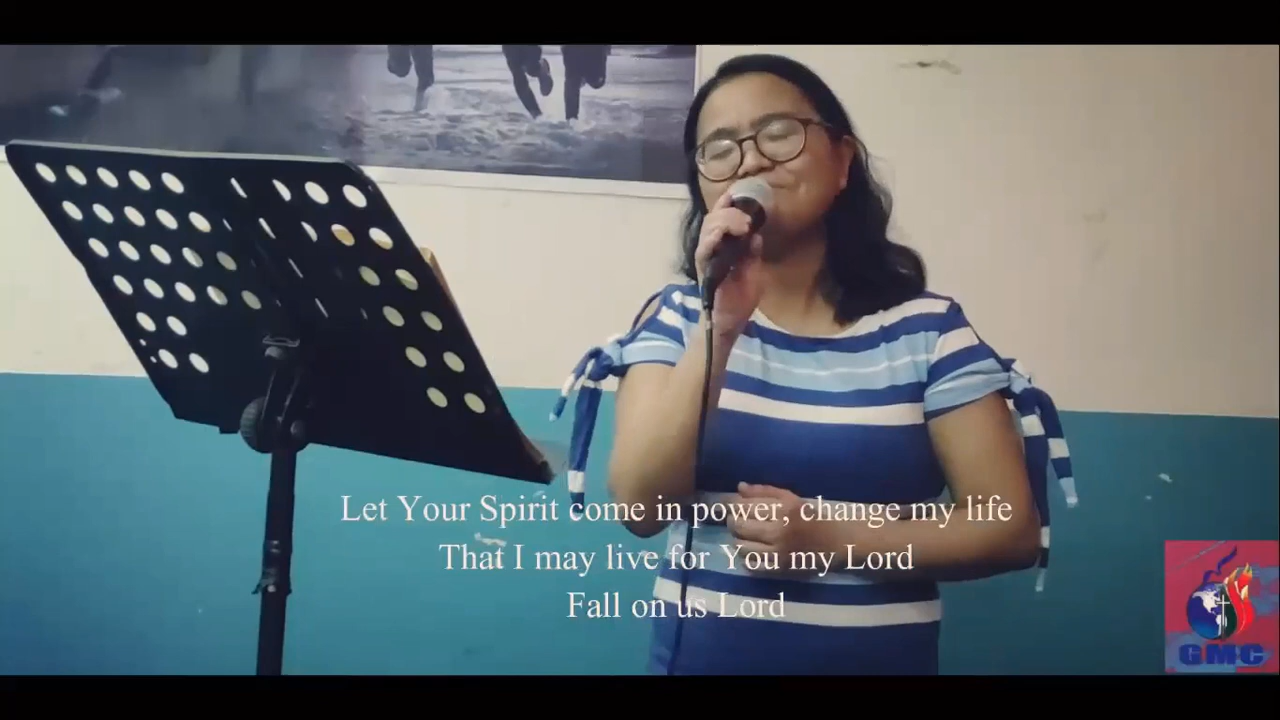 Let Your Spirit come in power, change my life
That I may live for You my Lord
Fall on us Lord
GMC